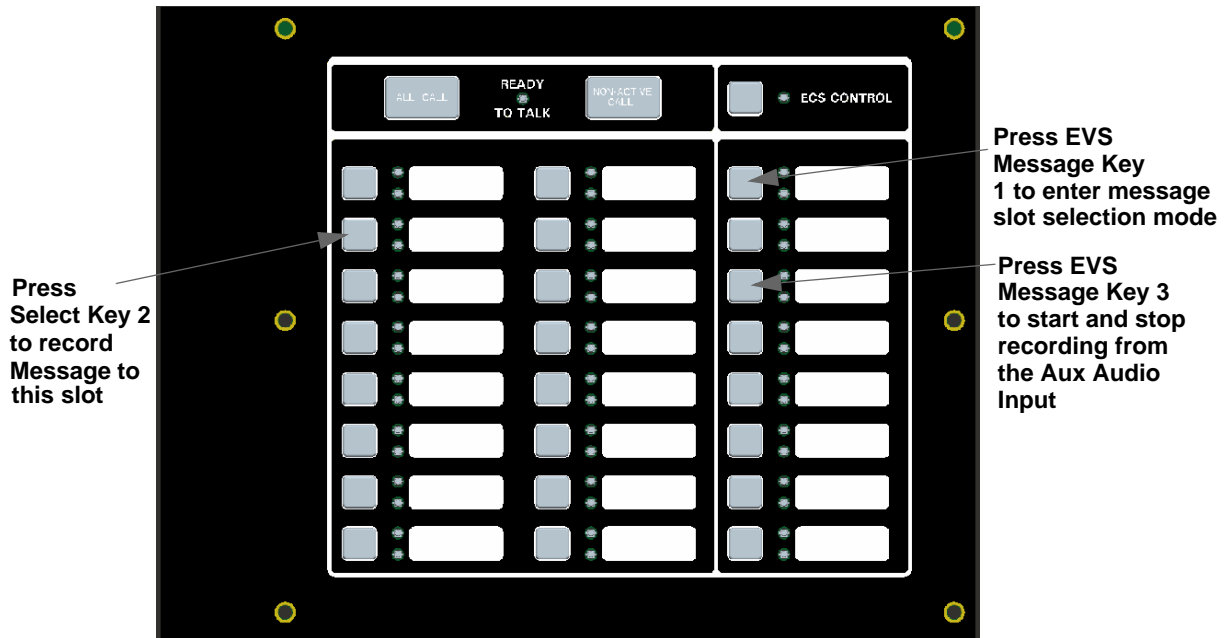 ALL CALL
READY
TO TALK
NON-ACTIVE
CALL
ECS CONTROL
Press EVS
Message Key
1 to enter message
slot selection mode
Press EVS
Message Key 3
to start and stop
recording from
the Aux Audio
Input
Press
Select Key 2
to record
Message to
this slot